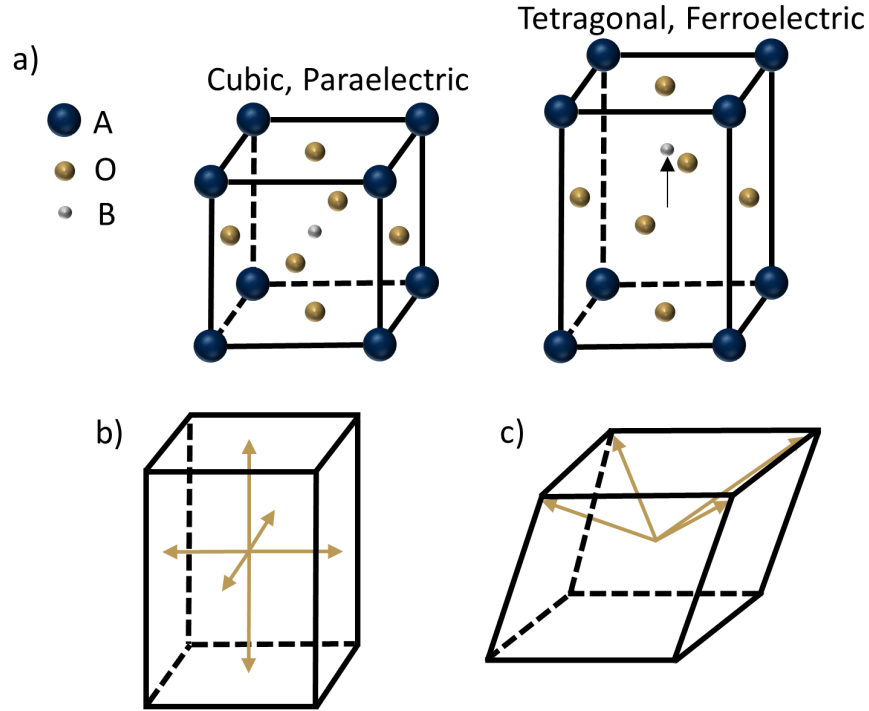 Tetragonal, Ferroelectric
a)
Cubic, Paraelectric
A
O
B
b)
c)